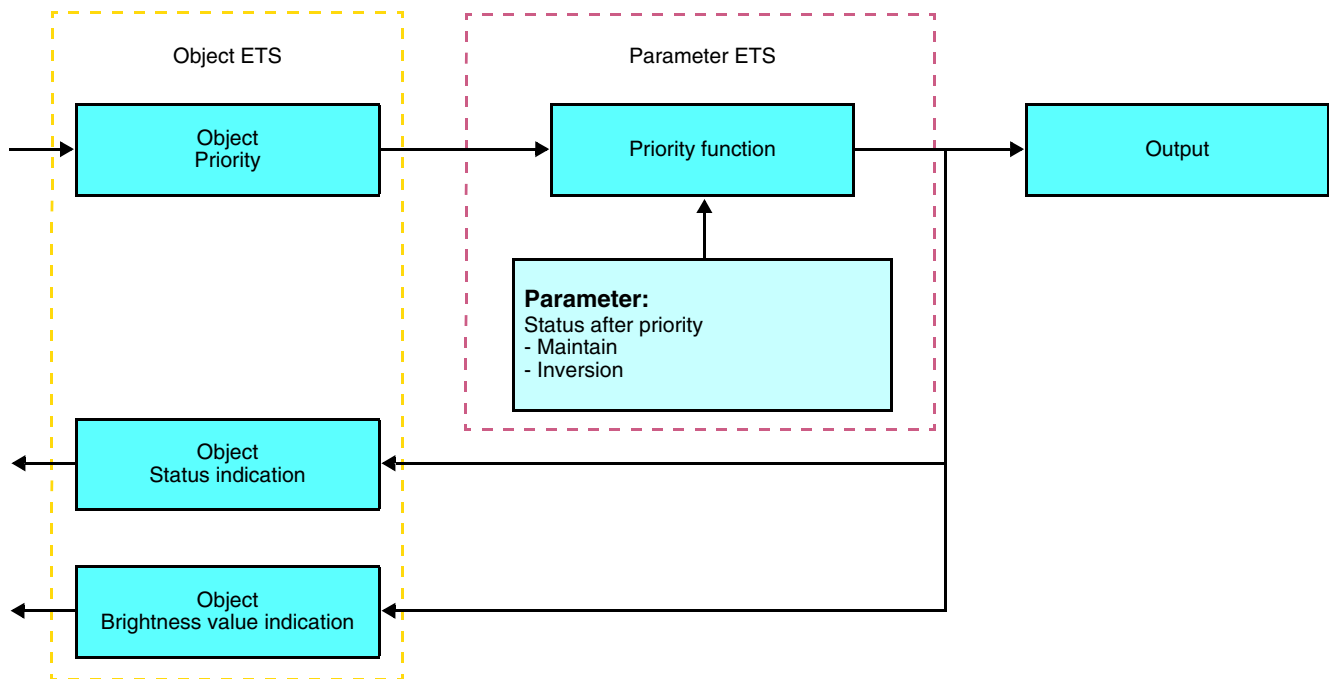 Object ETS
Parameter ETS
Object
Priority
Priority function
Output
Parameter:
Status after priority
- Maintain
- Inversion
Object
Status indication
Object
Brightness value indication